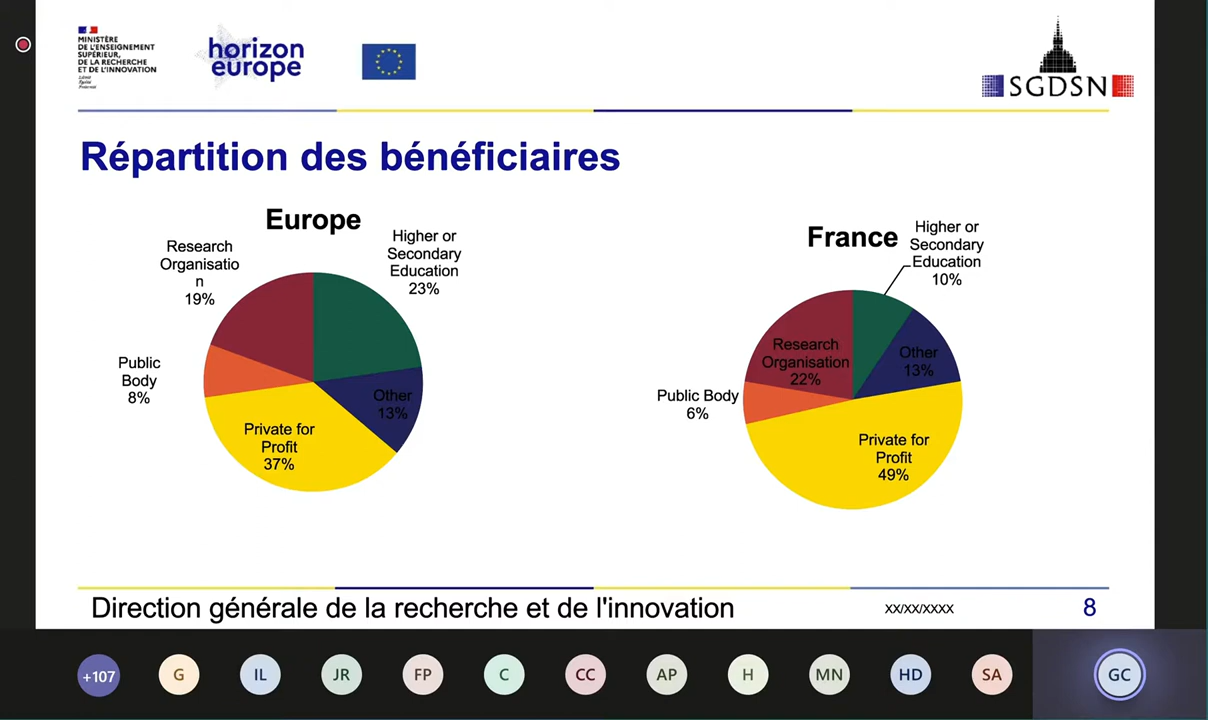 MINISTÈRE
DE L'ENSEIGNEMENT
SUPÉRIEUR,
DE LA RECHERCHE
ET DE L'INNOVATION
Liberté
Égalité
Fraternité
horizon
europe
SGDSN
Répartition des bénéficiaires
Europe
Research
Organisatio
n
19%
Higher or
Secondary
Education
23%
Public
Body
8%
Other
13%
Private for
Profit
37%
France
Higher or
Secondary
Education
10%
Research
Organisation
22%
Other
13%
Public Body
6%
Private for
Profit
49%
Direction générale de la recherche et de l'innovation
xx/xx/xxxx
8
+107
G
IL
JR
FP
C
CC
AP
H
MN
HD
SA
GC